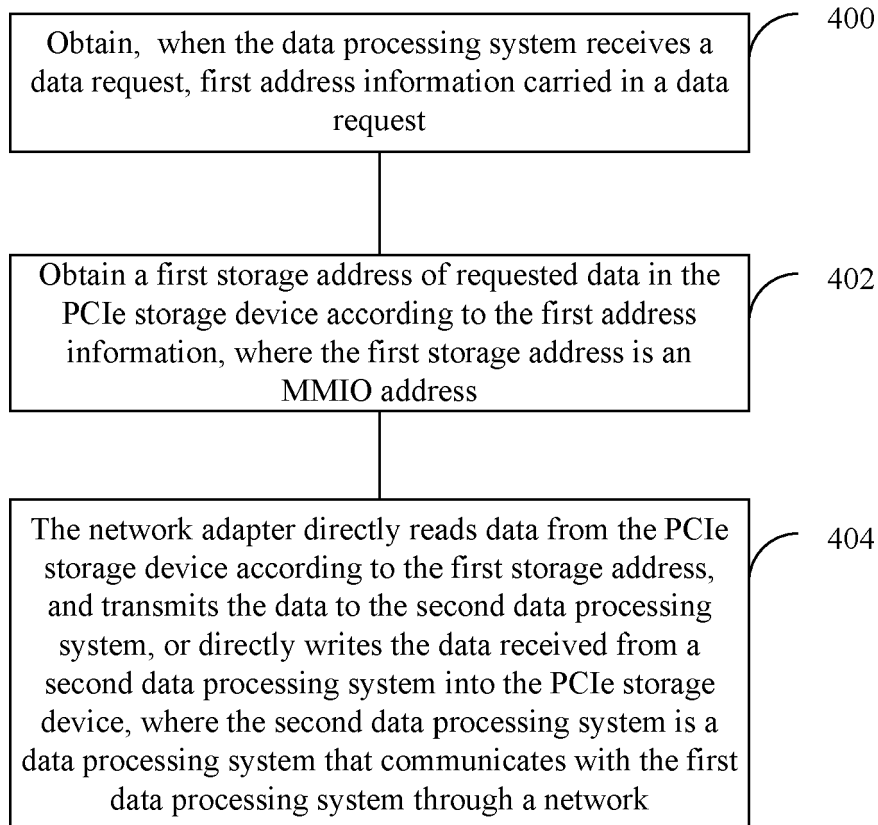 400
Obtain, when the data processing system receives a
data request, first address information carried in a data
request
402
Obtain a first storage address of requested data in the
PCIe storage device according to the first address
information, where the first storage address is an
MMIO address
404
The network adapter directly reads data from the PCIe
storage device according to the first storage address,
and transmits the data to the second data processing
system, or directly writes the data received from a
second data processing system into the PCIe storage
device, where the second data processing system is a
data processing system that communicates with the first
data processing system through a network